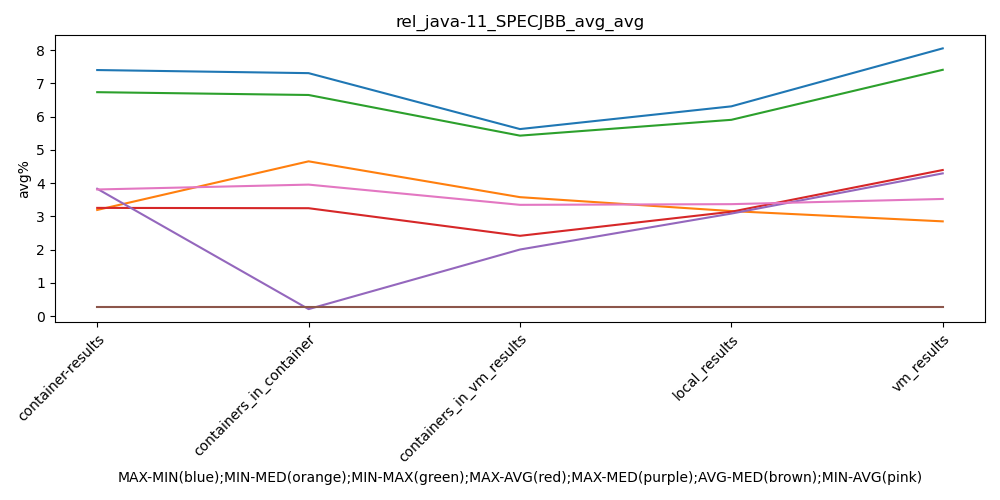 rel_java-11_SPECJBB_avg_avg
avg%
8
7
6
5
4
3
2
1
0
container-results
containers_in_container
containers_in_vm_results
local_results
vm_results
MAX-MIN(blue);MIN-MED(orange);MIN-MAX(green);MAX-AVG(red);MAX-MED(purple);AVG-MED(brown);MIN-AVG(pink)